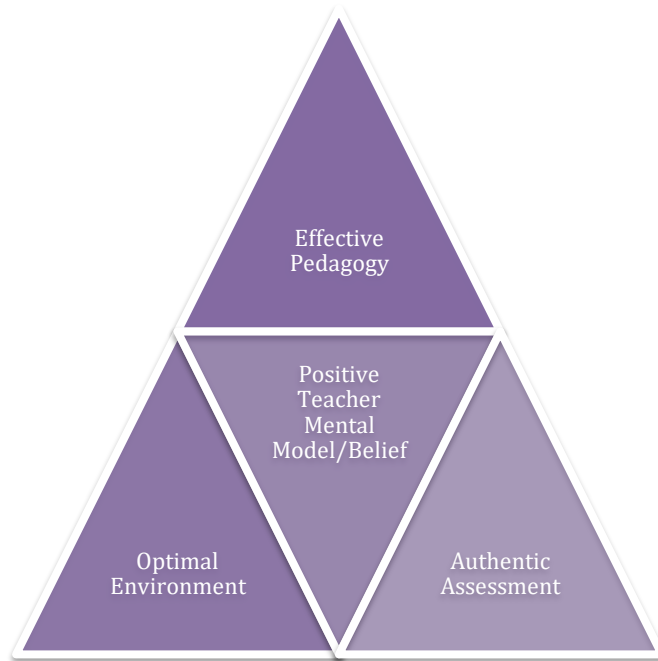 Effective
Pedagogy
Positive
Teacher
Mental
Model/Belief
Optimal
Environment
Authentic
Assessment